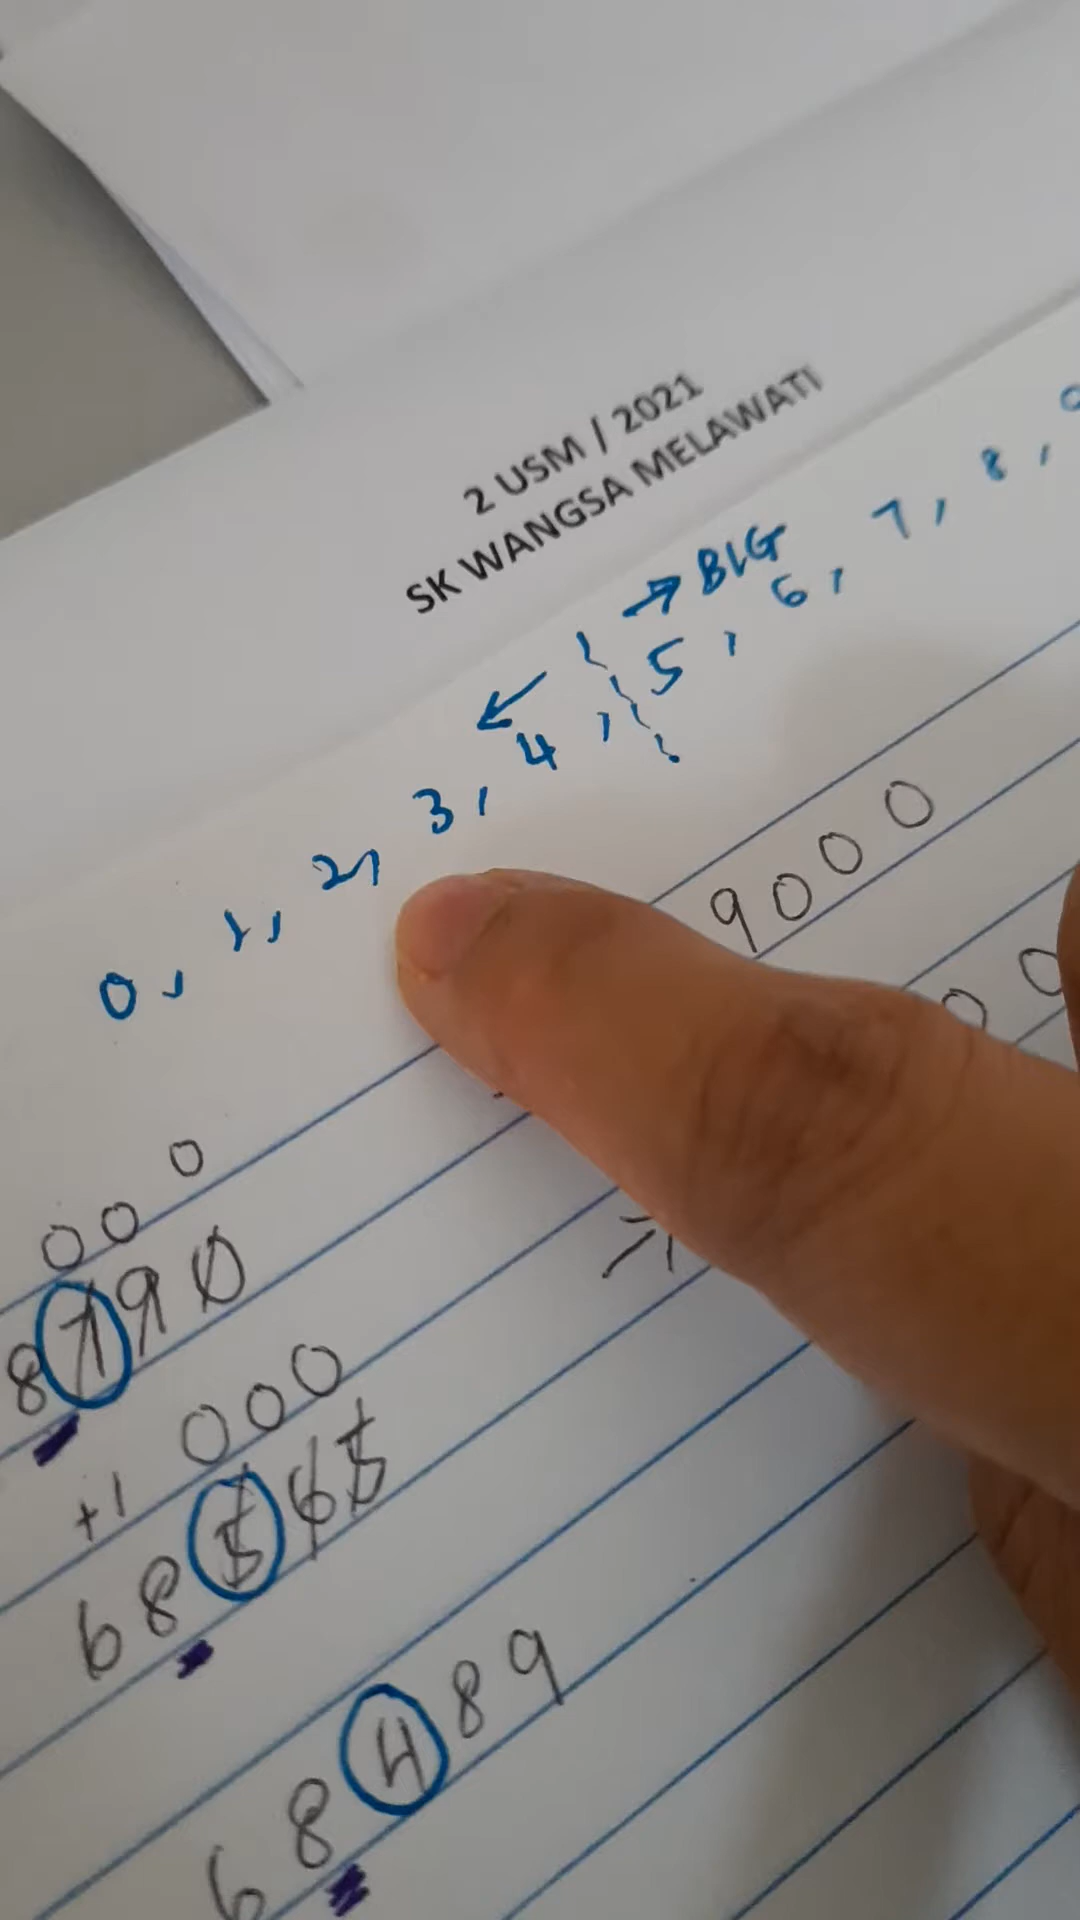 2 USM / 2021
SK WANGSA MELAWATI
→ BIG
←
0, 1, 2, 3, 4, 5, 6, 7, 8,
9000
00
000
8790
+1 000
68565
68489